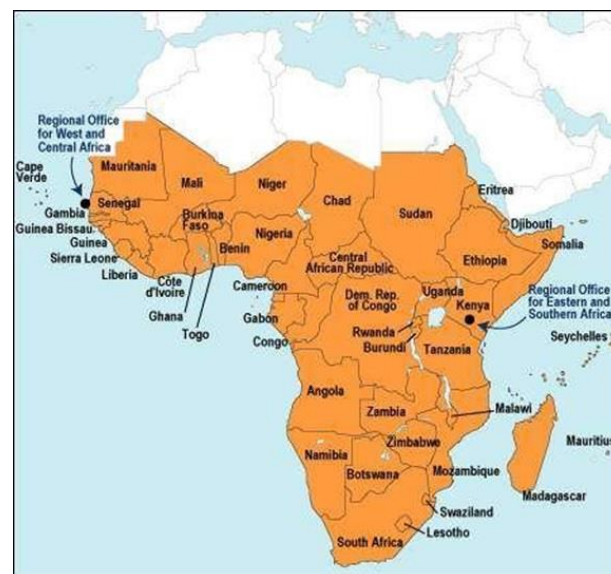 Regional Office
for West and
Central Africa
Cape
Verde
Mauritania
Mali
Niger
Chad
Sudan
Eritrea
Senegal
Gambia
Guinea Bissau
Guinea
Sierra Leone
Liberia
Burkina
Faso
Benin
Nigeria
Djibouti
Somalia
Ethiopia
Côte
d'Ivoire
Ghana
Togo
Cameroon
Central
African Republic
Gabon
Congo
Dem. Rep.
of Congo
Uganda
Kenya
Regional Office
for Eastern and
Southern Africa
Rwanda
Burundi
Tanzania
Seychelles
Angola
Zambia
Malawi
Zimbabwe
Namibia
Botswana
Mozambique
Mauritius
Madagascar
Swaziland
Lesotho
South Africa